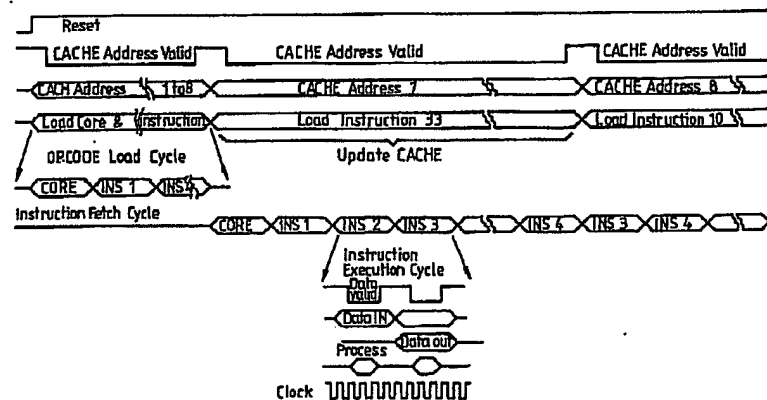 Reset
CACHE Address Valid CACHE Address Valid CACHE Address Valid
CACH Address 1 to8 CACHE Address 7 CACHE Address 8
Load Core & instruction Load Instruction 33 Load Instruction 10
OPCODE Load Cycle Update CACHE
CORE INS 1 INS
Instruction Fetch Cycle
CORE INS 1 INS 2 INS 3 INS 4 INS 3 INS 4
Instruction
Execution Cycle
Data
valid
Data IN
Data out
Process
Clock